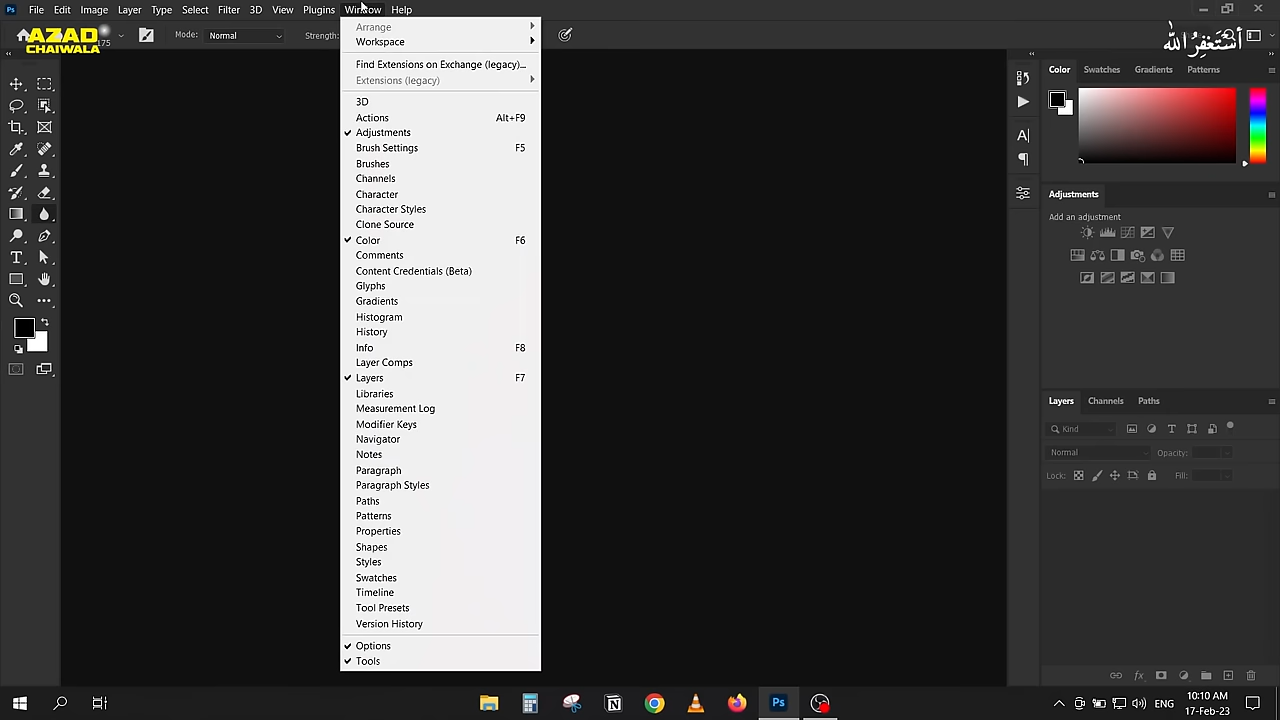 File Edit Image Layer Type Select Filter 3D View Plugins Window Help
AZAD
CHAIWALA
175 Mode: Normal Strength:
أستغفر الله
Arrange
Workspace
Find Extensions on Exchange (legacy)...
Extensions (legacy)
3D
Actions Alt+F9
Adjustments
Brush Settings F5
Brushes
Channels
Character
Character Styles
Clone Source
Color F6
Comments
Content Credentials (Beta)
Glyphs
Gradients
Histogram
History
Info F8
Layer Comps
Layers F7
Libraries
Measurement Log
Modifier Keys
Navigator
Notes
Paragraph
Paragraph Styles
Paths
Patterns
Properties
Shapes
Styles
Swatches
Timeline
Tool Presets
Version History
Options
Tools
Color Swatches Gradients Patterns
Adjustments
Add an adjustment
Layers Channels Paths
Kind
Normal Opacity:
Lock: Fill:
ENG
10:10 AM
17-Feb-23